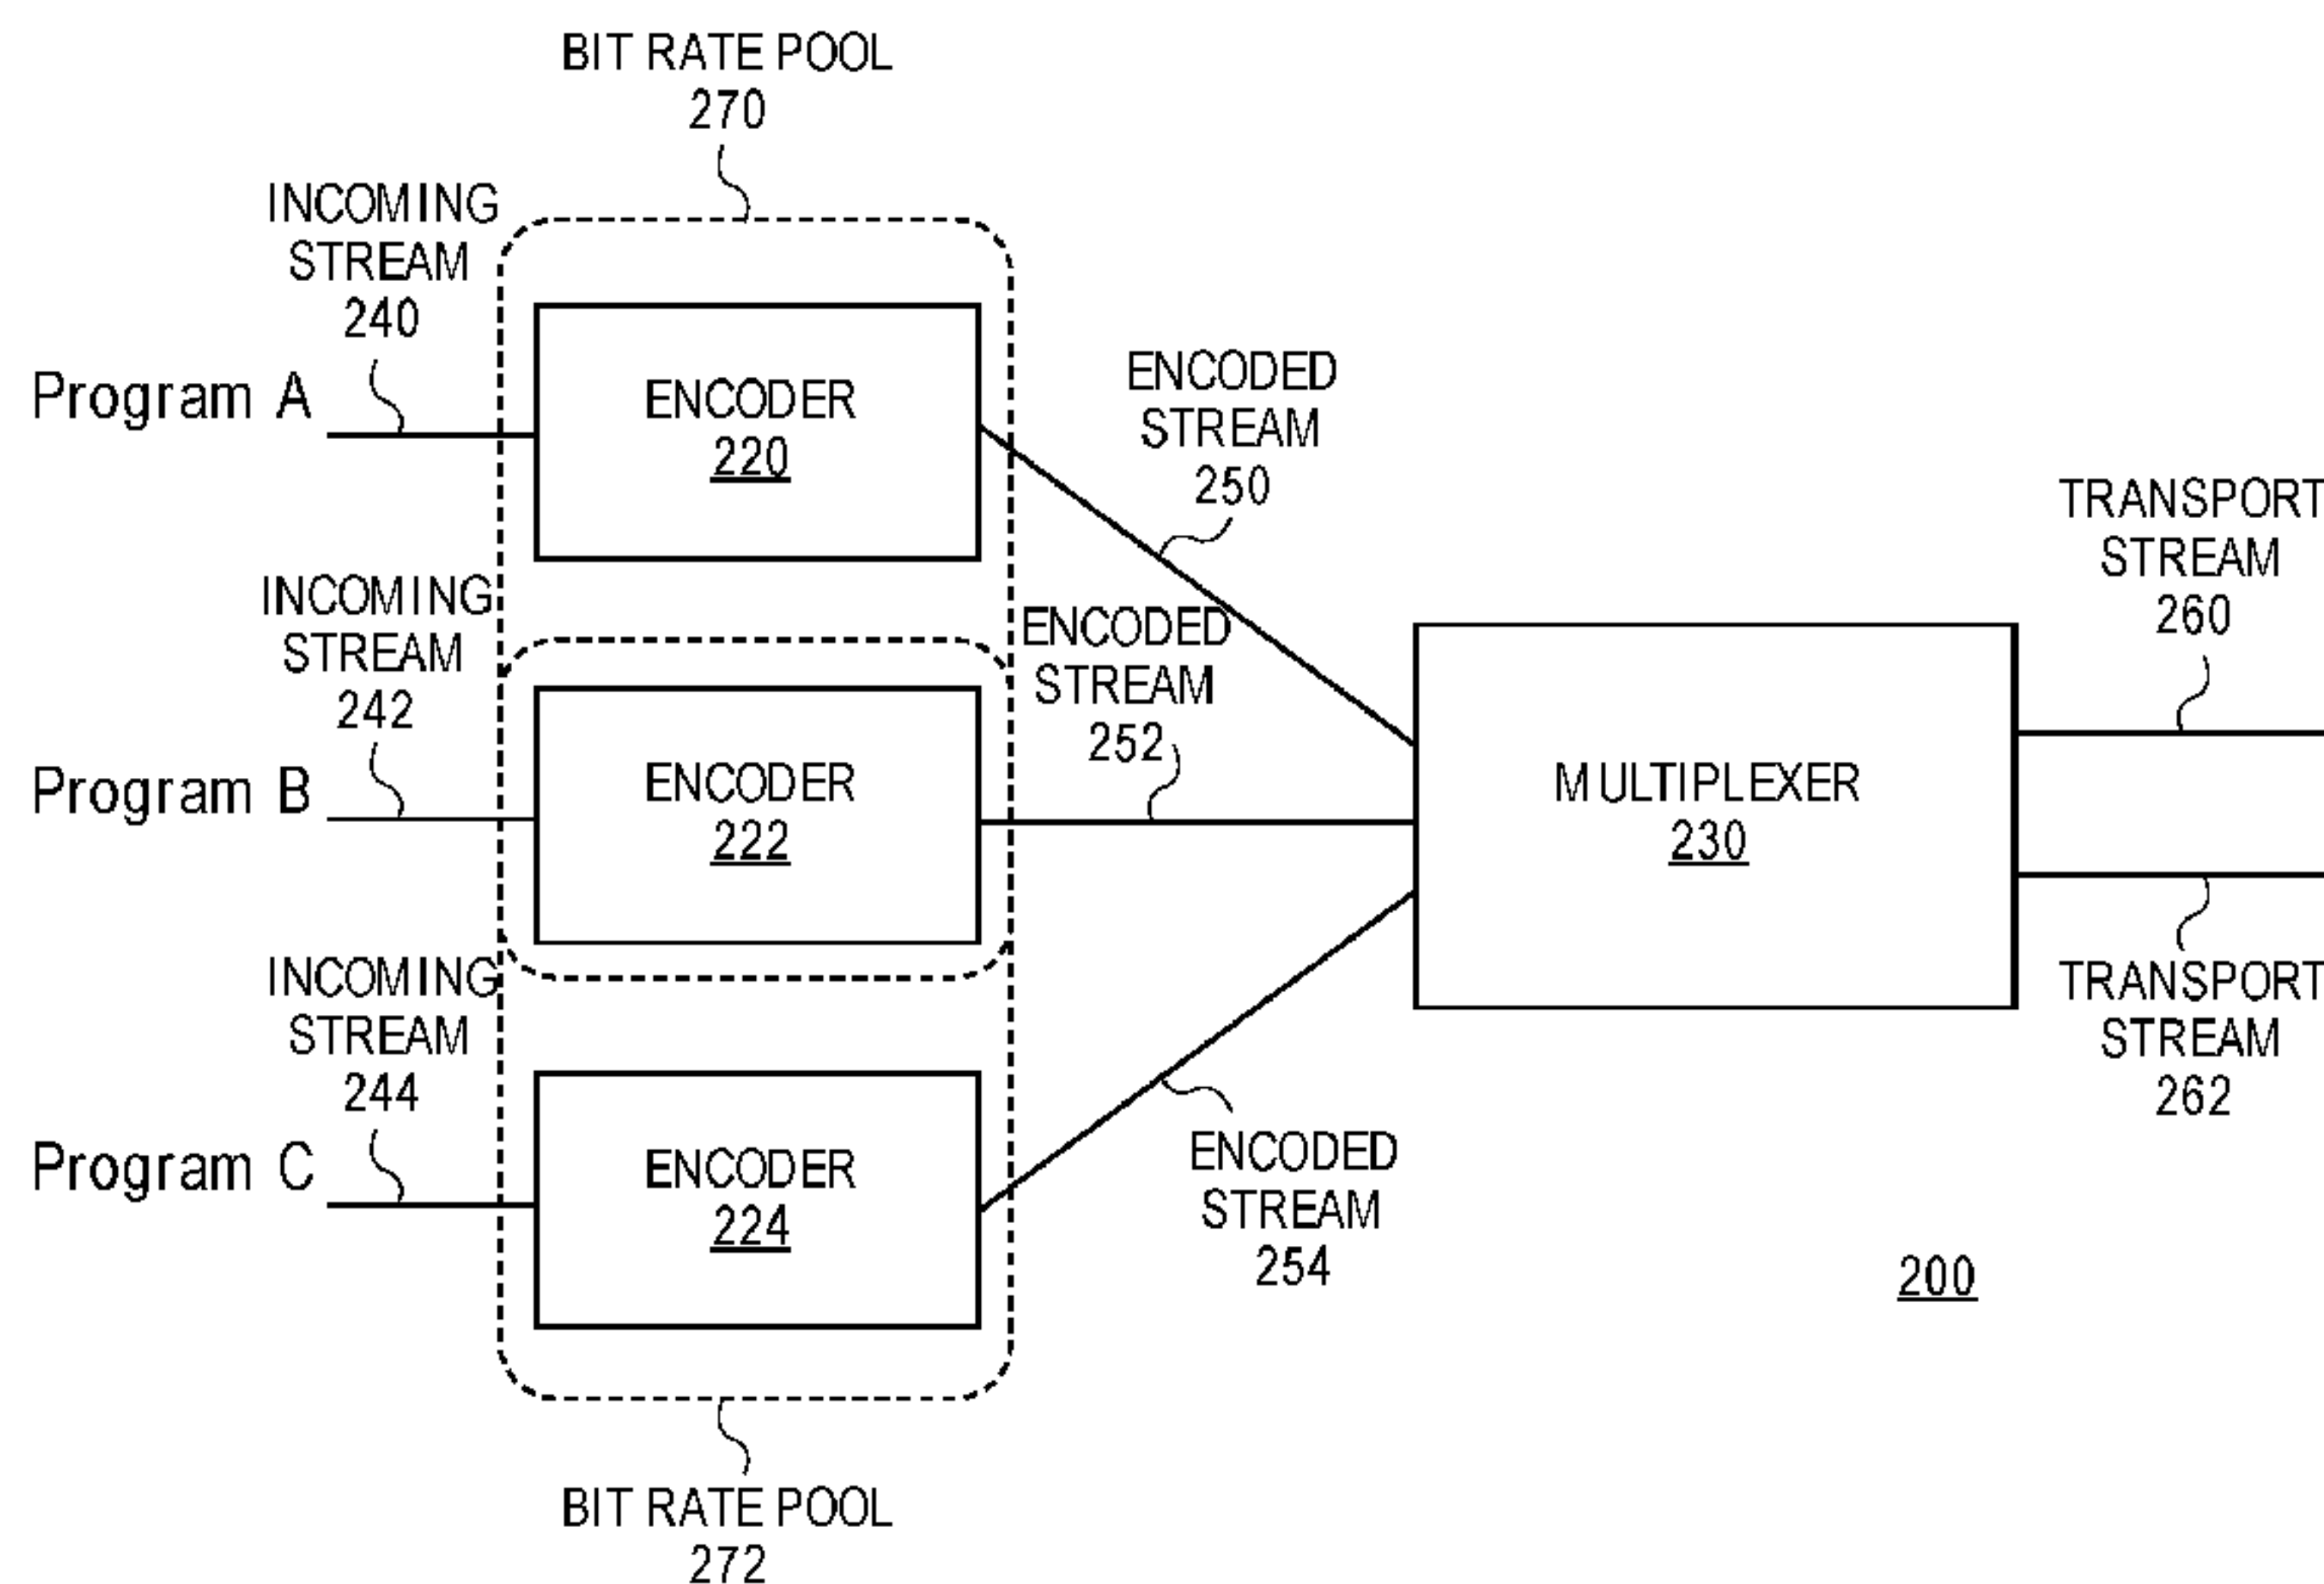 BIT RATE POOL
270
INCOMING
STREAM
240
Program A
ENCODER
220
ENCODED
STREAM
250
TRANSPORT
STREAM
260
INCOMING
STREAM
242
Program B
ENCODER
222
ENCODED
STREAM
252
MULTIPLEXER
230
TRANSPORT
STREAM
262
INCOMING
STREAM
244
Program C
ENCODER
224
ENCODED
STREAM
254
200
BIT RATE POOL
272